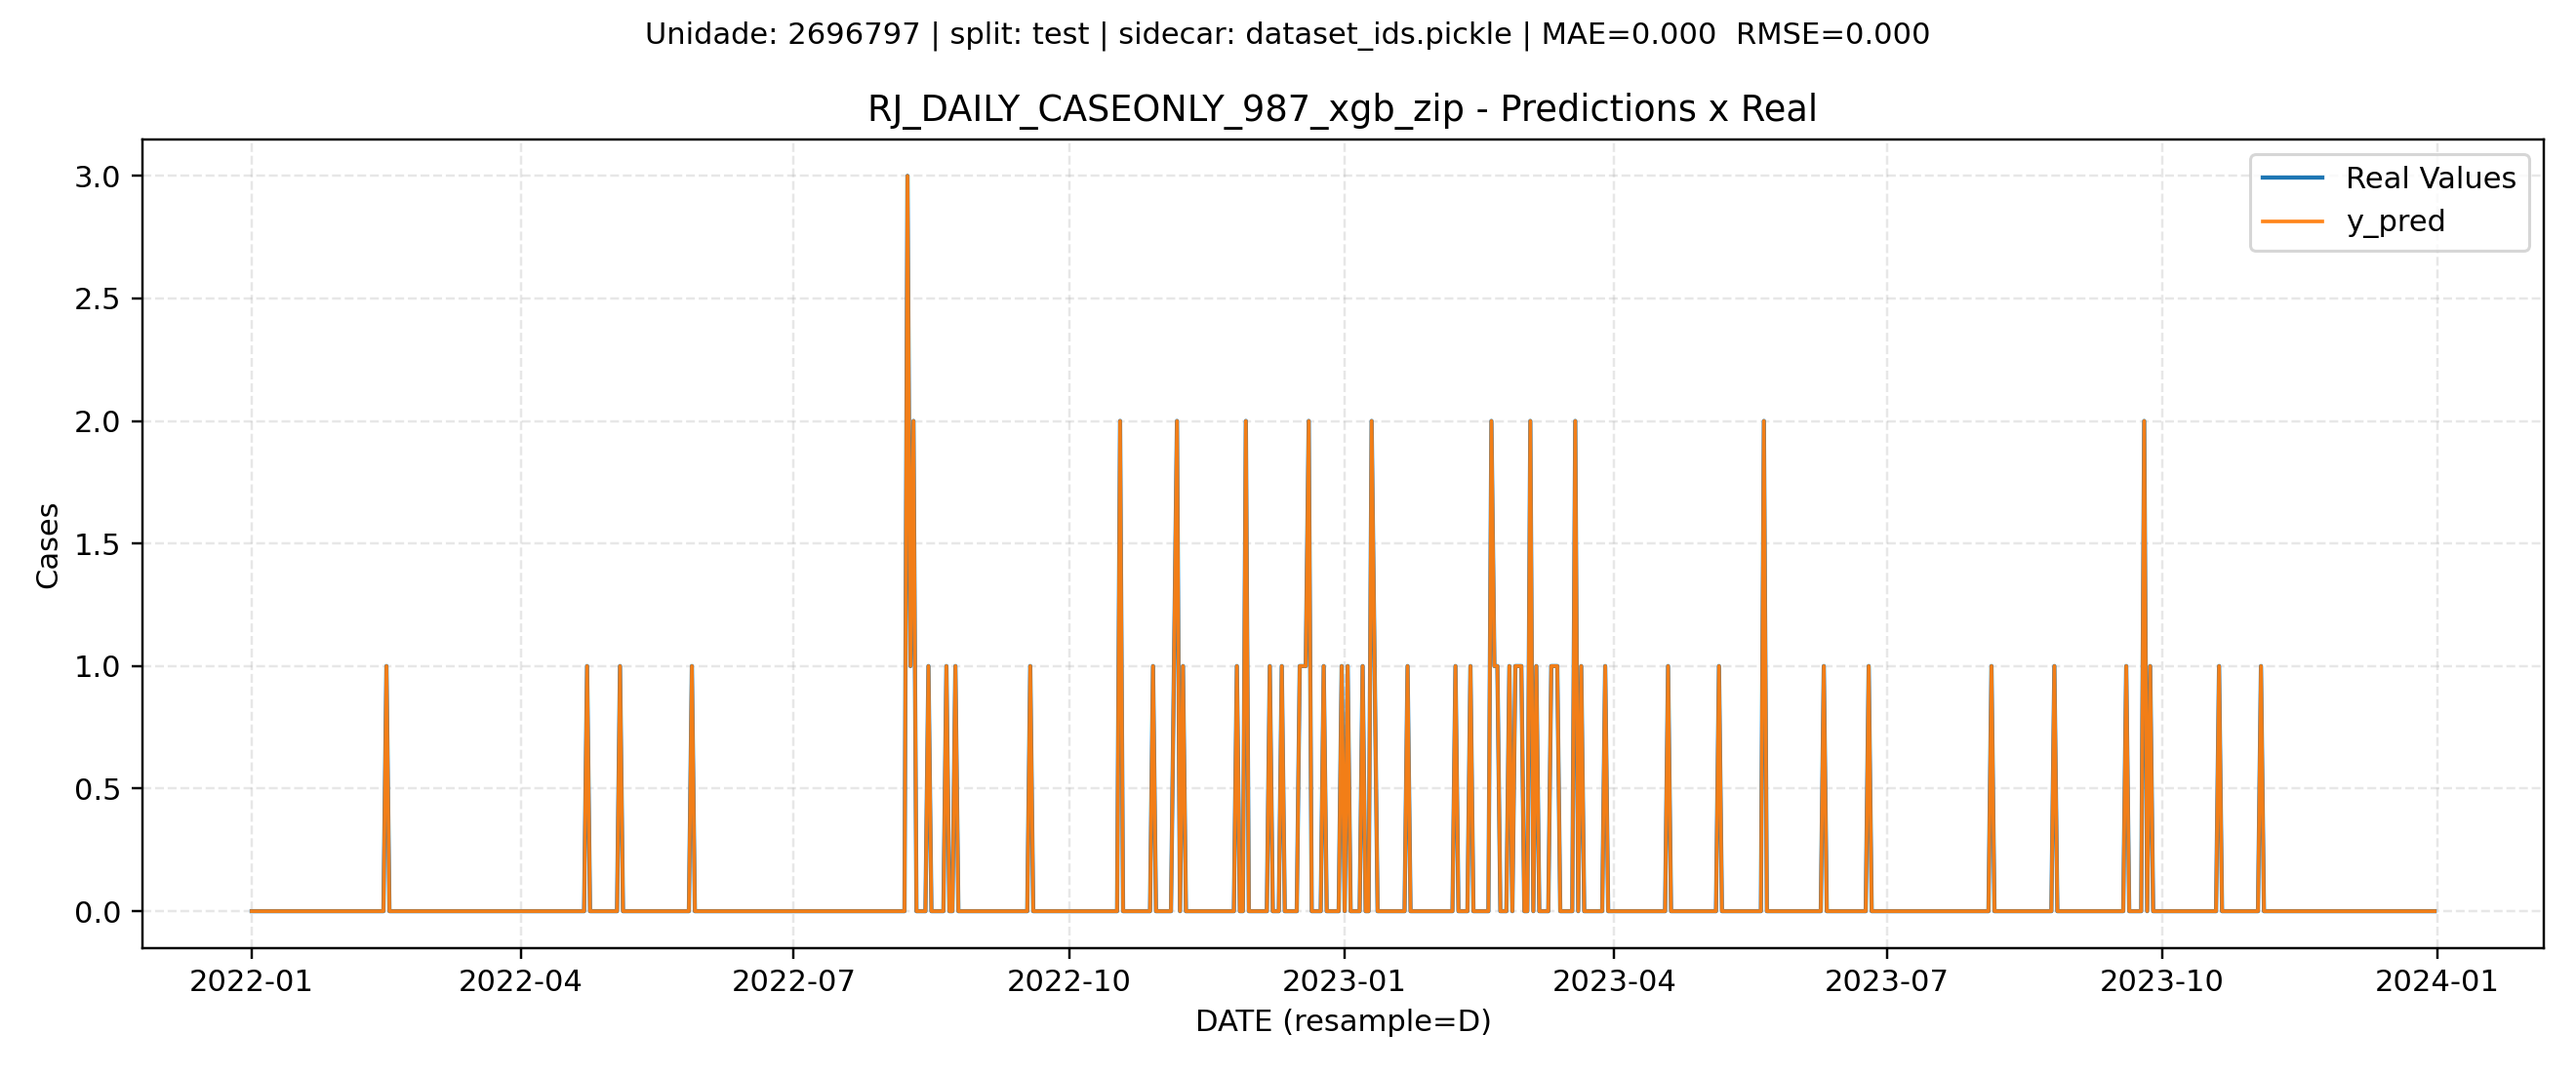 Unidade: 2696797 | split: test | sidecar: dataset_ids.pickle | MAE=0.000  RMSE=0.000
RJ_DAILY_CASEONLY_987_xgb_zip - Predictions x Real
Real Values
y_pred
3.0
2.5
2.0
1.5
1.0
0.5
0.0
Cases
2022-01
2022-04
2022-07
2022-10
2023-01
2023-04
2023-07
2023-10
2024-01
DATE (resample=D)